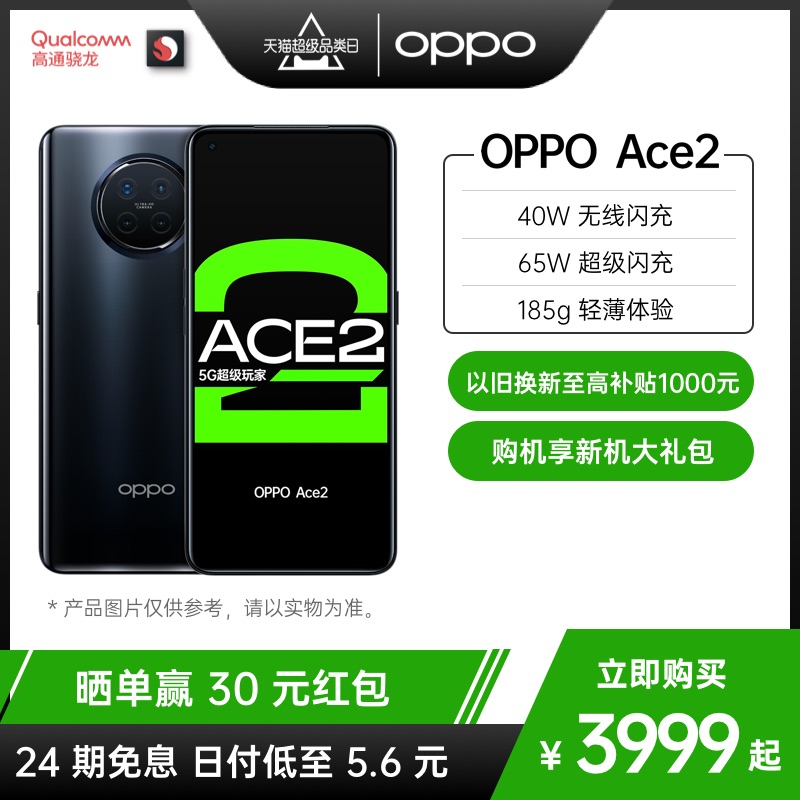 Qualcomm
高通骁龙
天猫超级品类日
oppo
OPPO Ace2
40W 无线闪充
65W 超级闪充
185g 轻薄体验
以旧换新至高补贴1000元
购机享新机大礼包
ULTRA-HD
CAMERA
oppo
2
ACE2
5G超级玩家
OPPO Ace2
* 产品图片仅供参考，请以实物为准。
晒单赢 30 元红包
24 期免息 日付低至 5.6 元
立即购买
¥ 3999 起